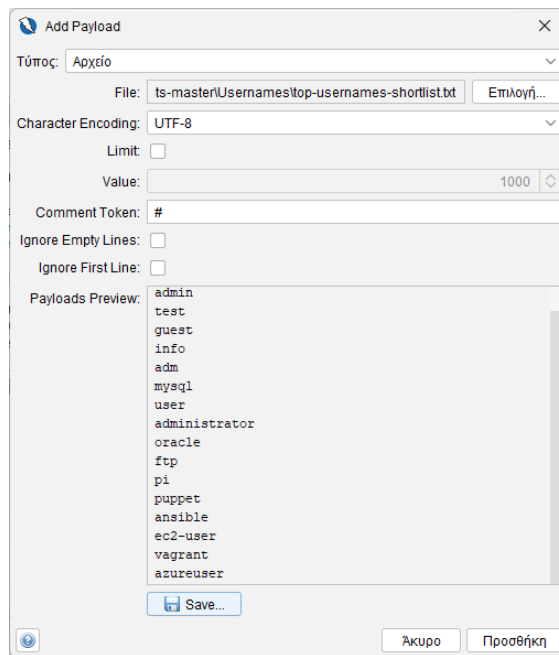 Add Payload
Τύπος: Αρχείο
File: ts-master\Usernames\top-usernames-shortlist.txt Επιλογή...
Character Encoding: UTF-8
Limit:
Value: 1000
Comment Token: #
Ignore Empty Lines:
Ignore First Line:
Payloads Preview:
admin
test
guest
info
adm
mysql
user
administrator
oracle
ftp
pi
puppet
ansible
ec2-user
vagrant
azureuser
Save...
Άκυρο Προσθήκη